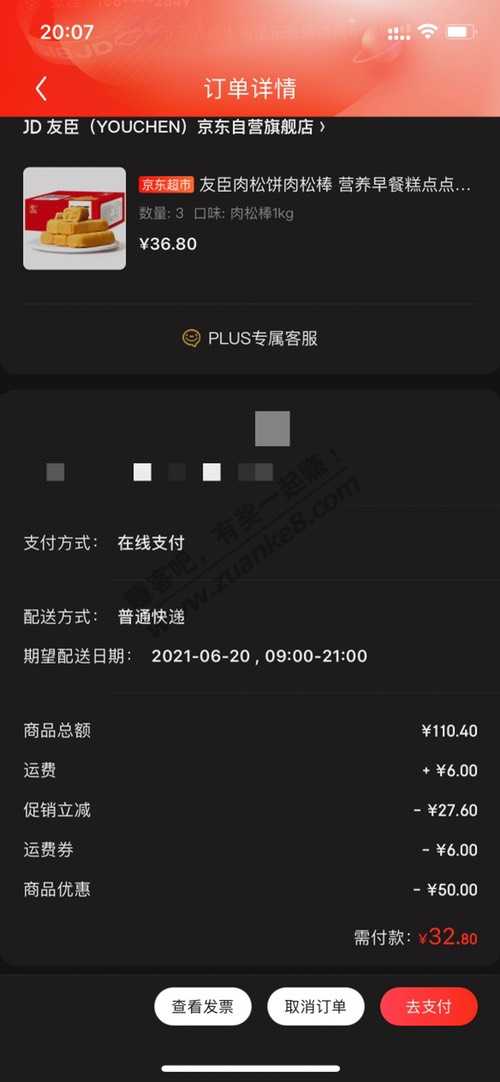 20:07
订单详情
JD 友臣（YOUCHEN）京东自营旗舰店 ›
京东超市 友臣肉松饼肉松棒 营养早餐糕点点...
数量: 3 口味: 肉松棒1kg
¥36.80
PLUS专属客服
赚客吧，有奖一起赚！
www.zuanke8.com
支付方式： 在线支付
配送方式： 普通快递
期望配送日期： 2021-06-20 , 09:00-21:00
商品总额 ¥110.40
运费 + ¥6.00
促销立减 - ¥27.60
运费券 - ¥6.00
商品优惠 - ¥50.00
需付款: ¥32.80
查看发票 取消订单 去支付